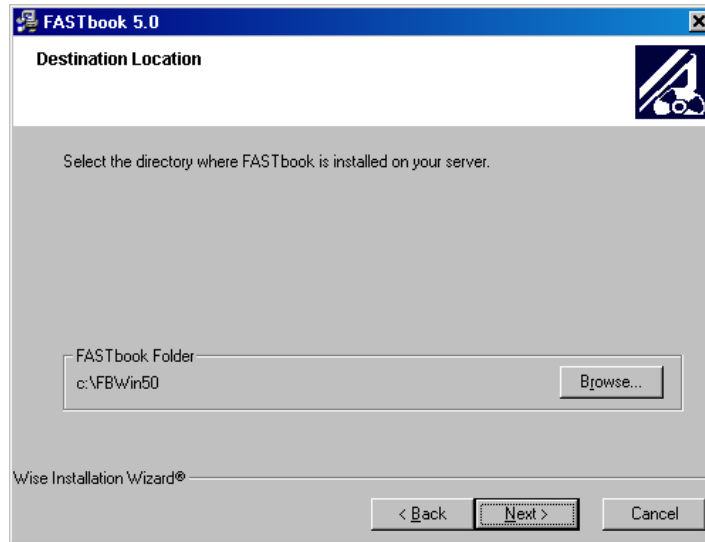 FASTbook 5.0
Destination Location
Select the directory where FASTbook is installed on your server.
FASTbook Folder
c:\FBWin50
Browse...
Wise Installation Wizard®
< Back
Next >
Cancel